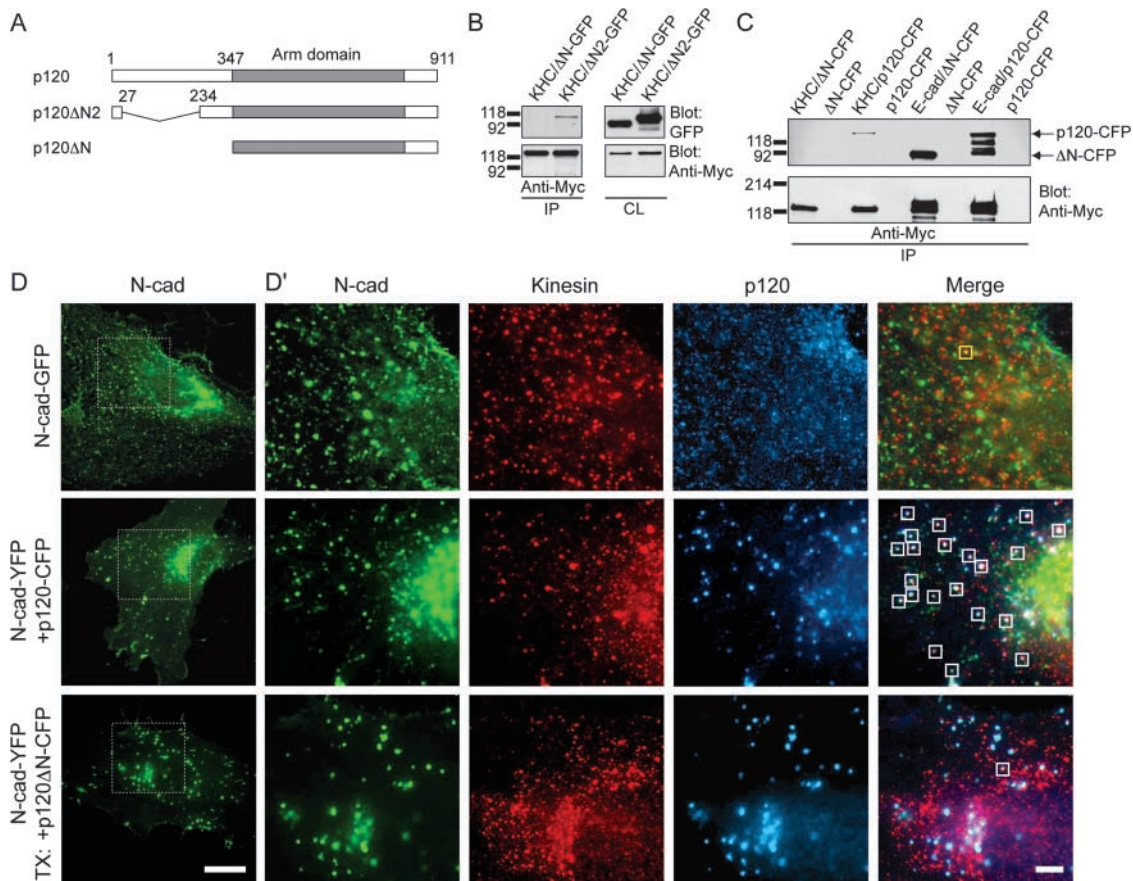 A
1 347 Arm domain 911
p120
27 234
p120ΔN2
p120ΔN
B
KHC/ΔN-GFP
KHC/ΔN2-GFP
KHC/ΔN-GFP
KHC/ΔN2-GFP
118
92
Blot:
GFP
118
92
Blot:
Anti-Myc
Anti-Myc
IP CL
C
KHC/ΔN-CFP
ΔN-CFP
KHC/p120-CFP
p120-CFP
E-cad/ΔN-CFP
ΔN-CFP
E-cad/p120-CFP
p120-CFP
118
92
p120-CFP
ΔN-CFP
214
118
Blot:
Anti-Myc
Anti-Myc
IP
D N-cad D' N-cad Kinesin p120 Merge
N-cad-GFP
N-cad-YFP
+p120-CFP
N-cad-YFP
TX: +p120ΔN-CFP